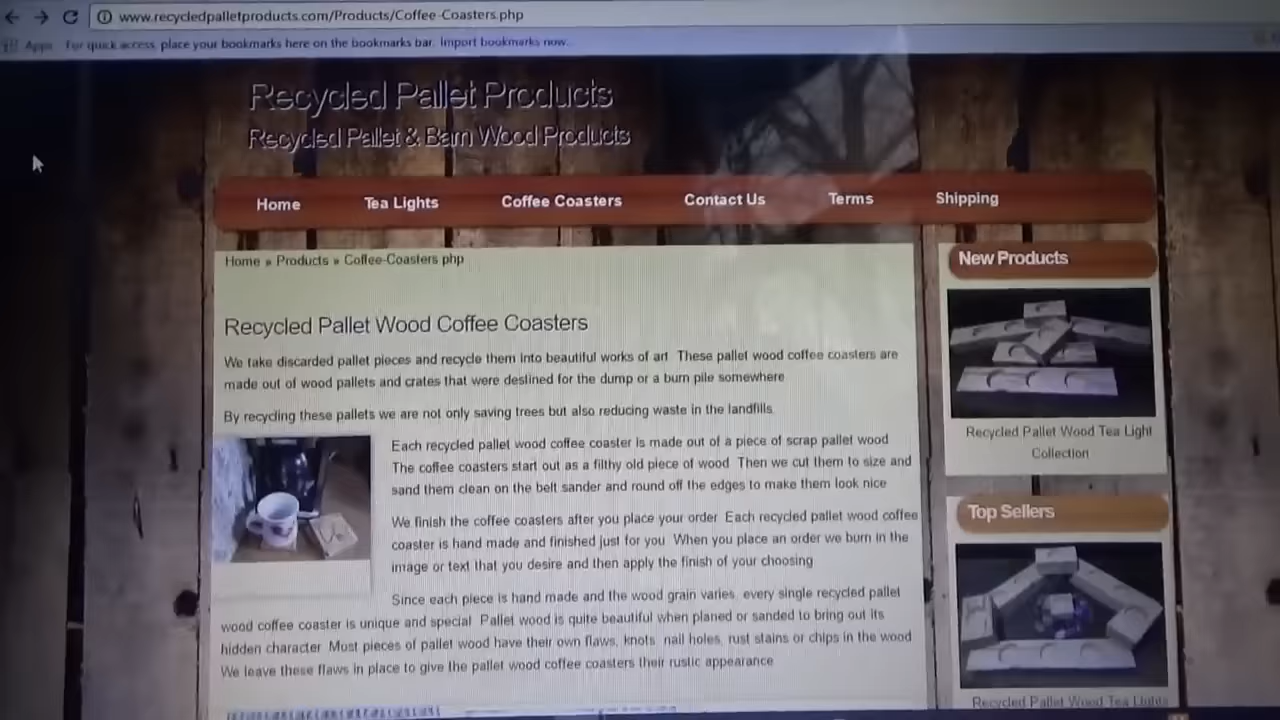 www.recycledpalletproducts.com/Products/Coffee-Coasters.php
Apps For quick access, place your bookmarks here on the bookmarks bar. Import bookmarks now...
Recycled Pallet Products
Recycled Pallet & Barn Wood Products
Home Tea Lights Coffee Coasters Contact Us Terms Shipping
Home » Products » Coffee-Coasters php
Recycled Pallet Wood Coffee Coasters
We take discarded pallet pieces and recycle them into beautiful works of art. These pallet wood coffee coasters are
made out of wood pallets and crates that were destined for the dump or a burn pile somewhere.
By recycling these pallets we are not only saving trees but also reducing waste in the landfills.
Each recycled pallet wood coffee coaster is made out of a piece of scrap pallet wood.
The coffee coasters start out as a filthy old piece of wood. Then we cut them to size and
sand them clean on the belt sander and round off the edges to make them look nice.
We finish the coffee coasters after you place your order. Each recycled pallet wood coffee
coaster is hand made and finished just for you. When you place an order we burn in the
image or text that you desire and then apply the finish of your choosing.
Since each piece is hand made and the wood grain varies, every single recycled pallet
wood coffee coaster is unique and special. Pallet wood is quite beautiful when planed or sanded to bring out its
hidden character. Most pieces of pallet wood have their own flaws, knots, nail holes, rust stains or chips in the wood.
We leave these flaws in place to give the pallet wood coffee coasters their rustic appearance.
New Products
Recycled Pallet Wood Tea Light
Collection
Top Sellers
Recycled Pallet Wood Tea Lights